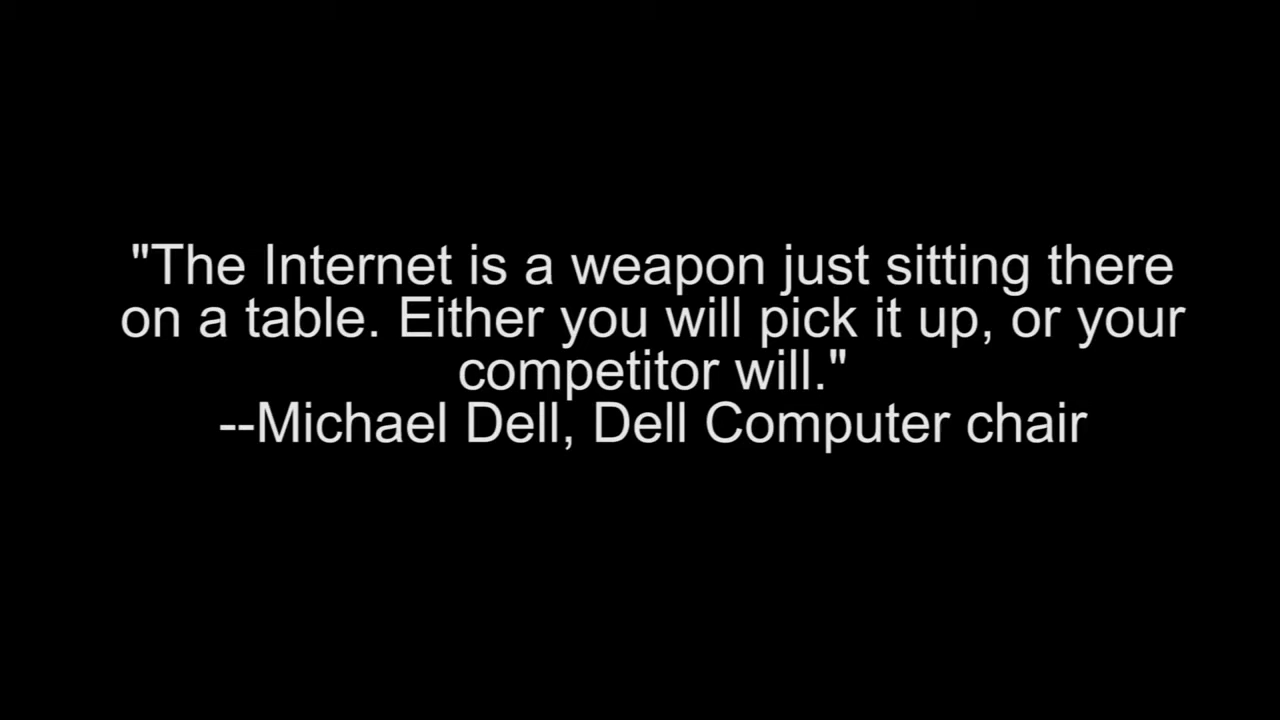 "The Internet is a weapon just sitting there
on a table. Either you will pick it up, or your
competitor will."
--Michael Dell, Dell Computer chair